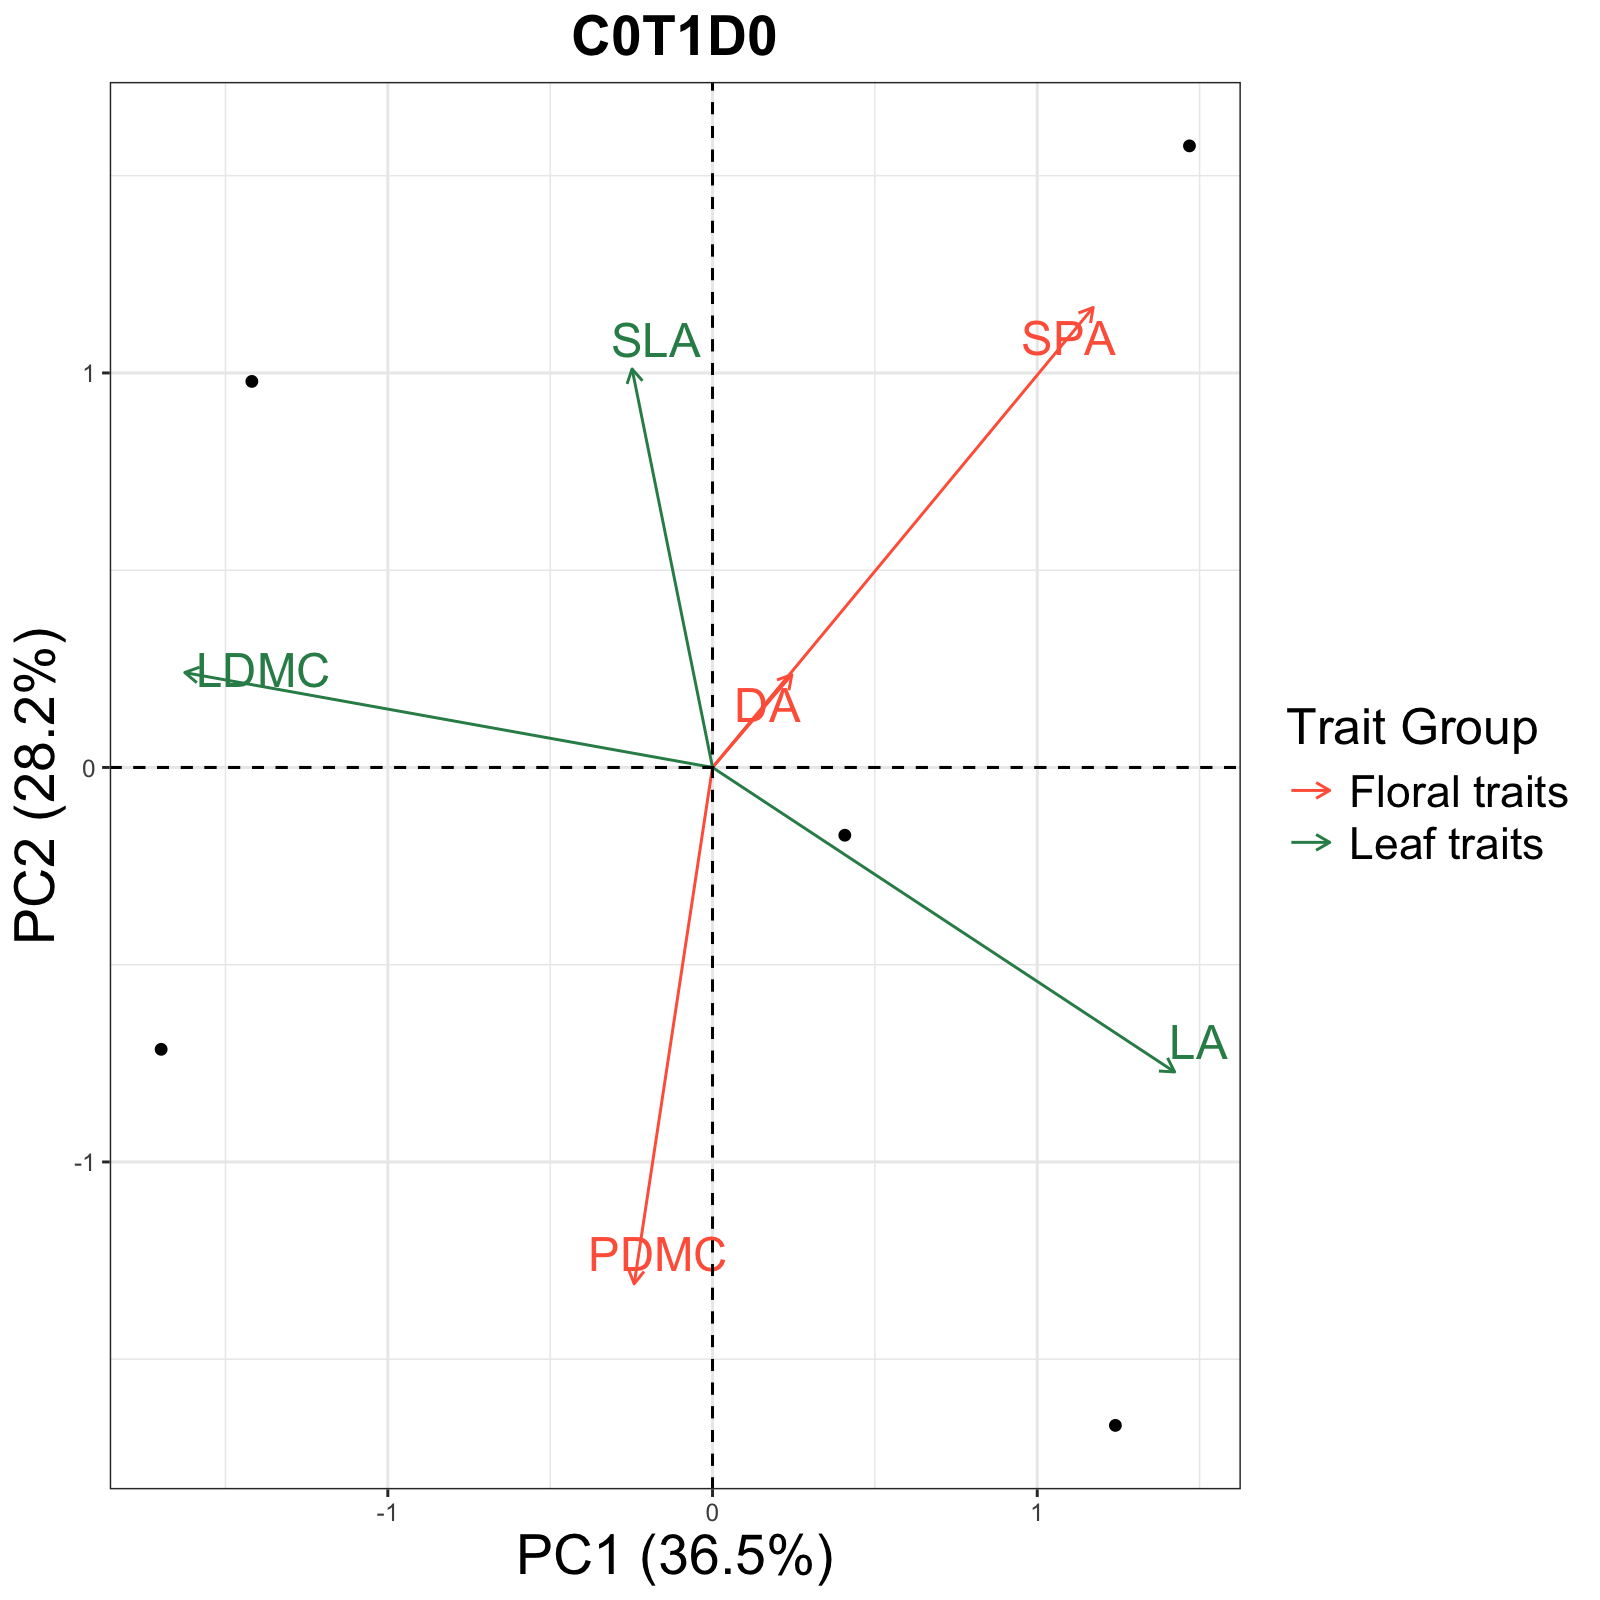 C0T1D0
SLA
SPA
1
LDMC
DA
0
PC2 (28.2%)
Trait Group
Floral traits
Leaf traits
LA
-1
PDMC
-1
0
1
PC1 (36.5%)